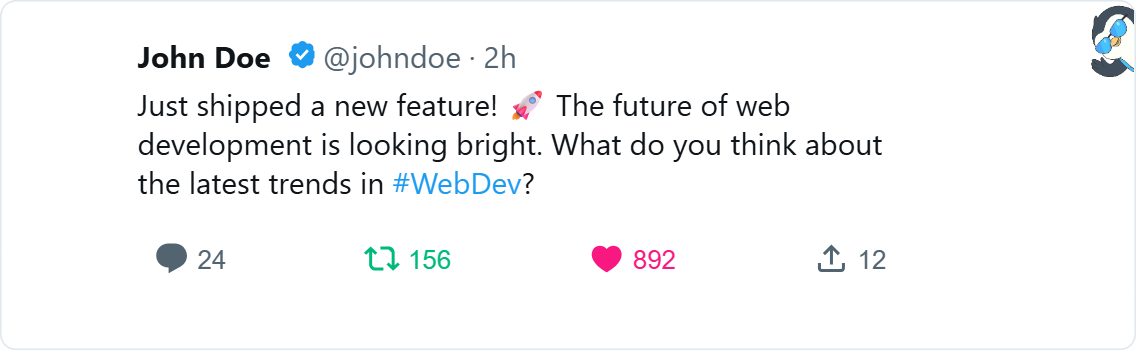 John Doe @johndoe · 2h
Just shipped a new feature! 🚀 The future of web
development is looking bright. What do you think about
the latest trends in #WebDev?
24 156 892 12